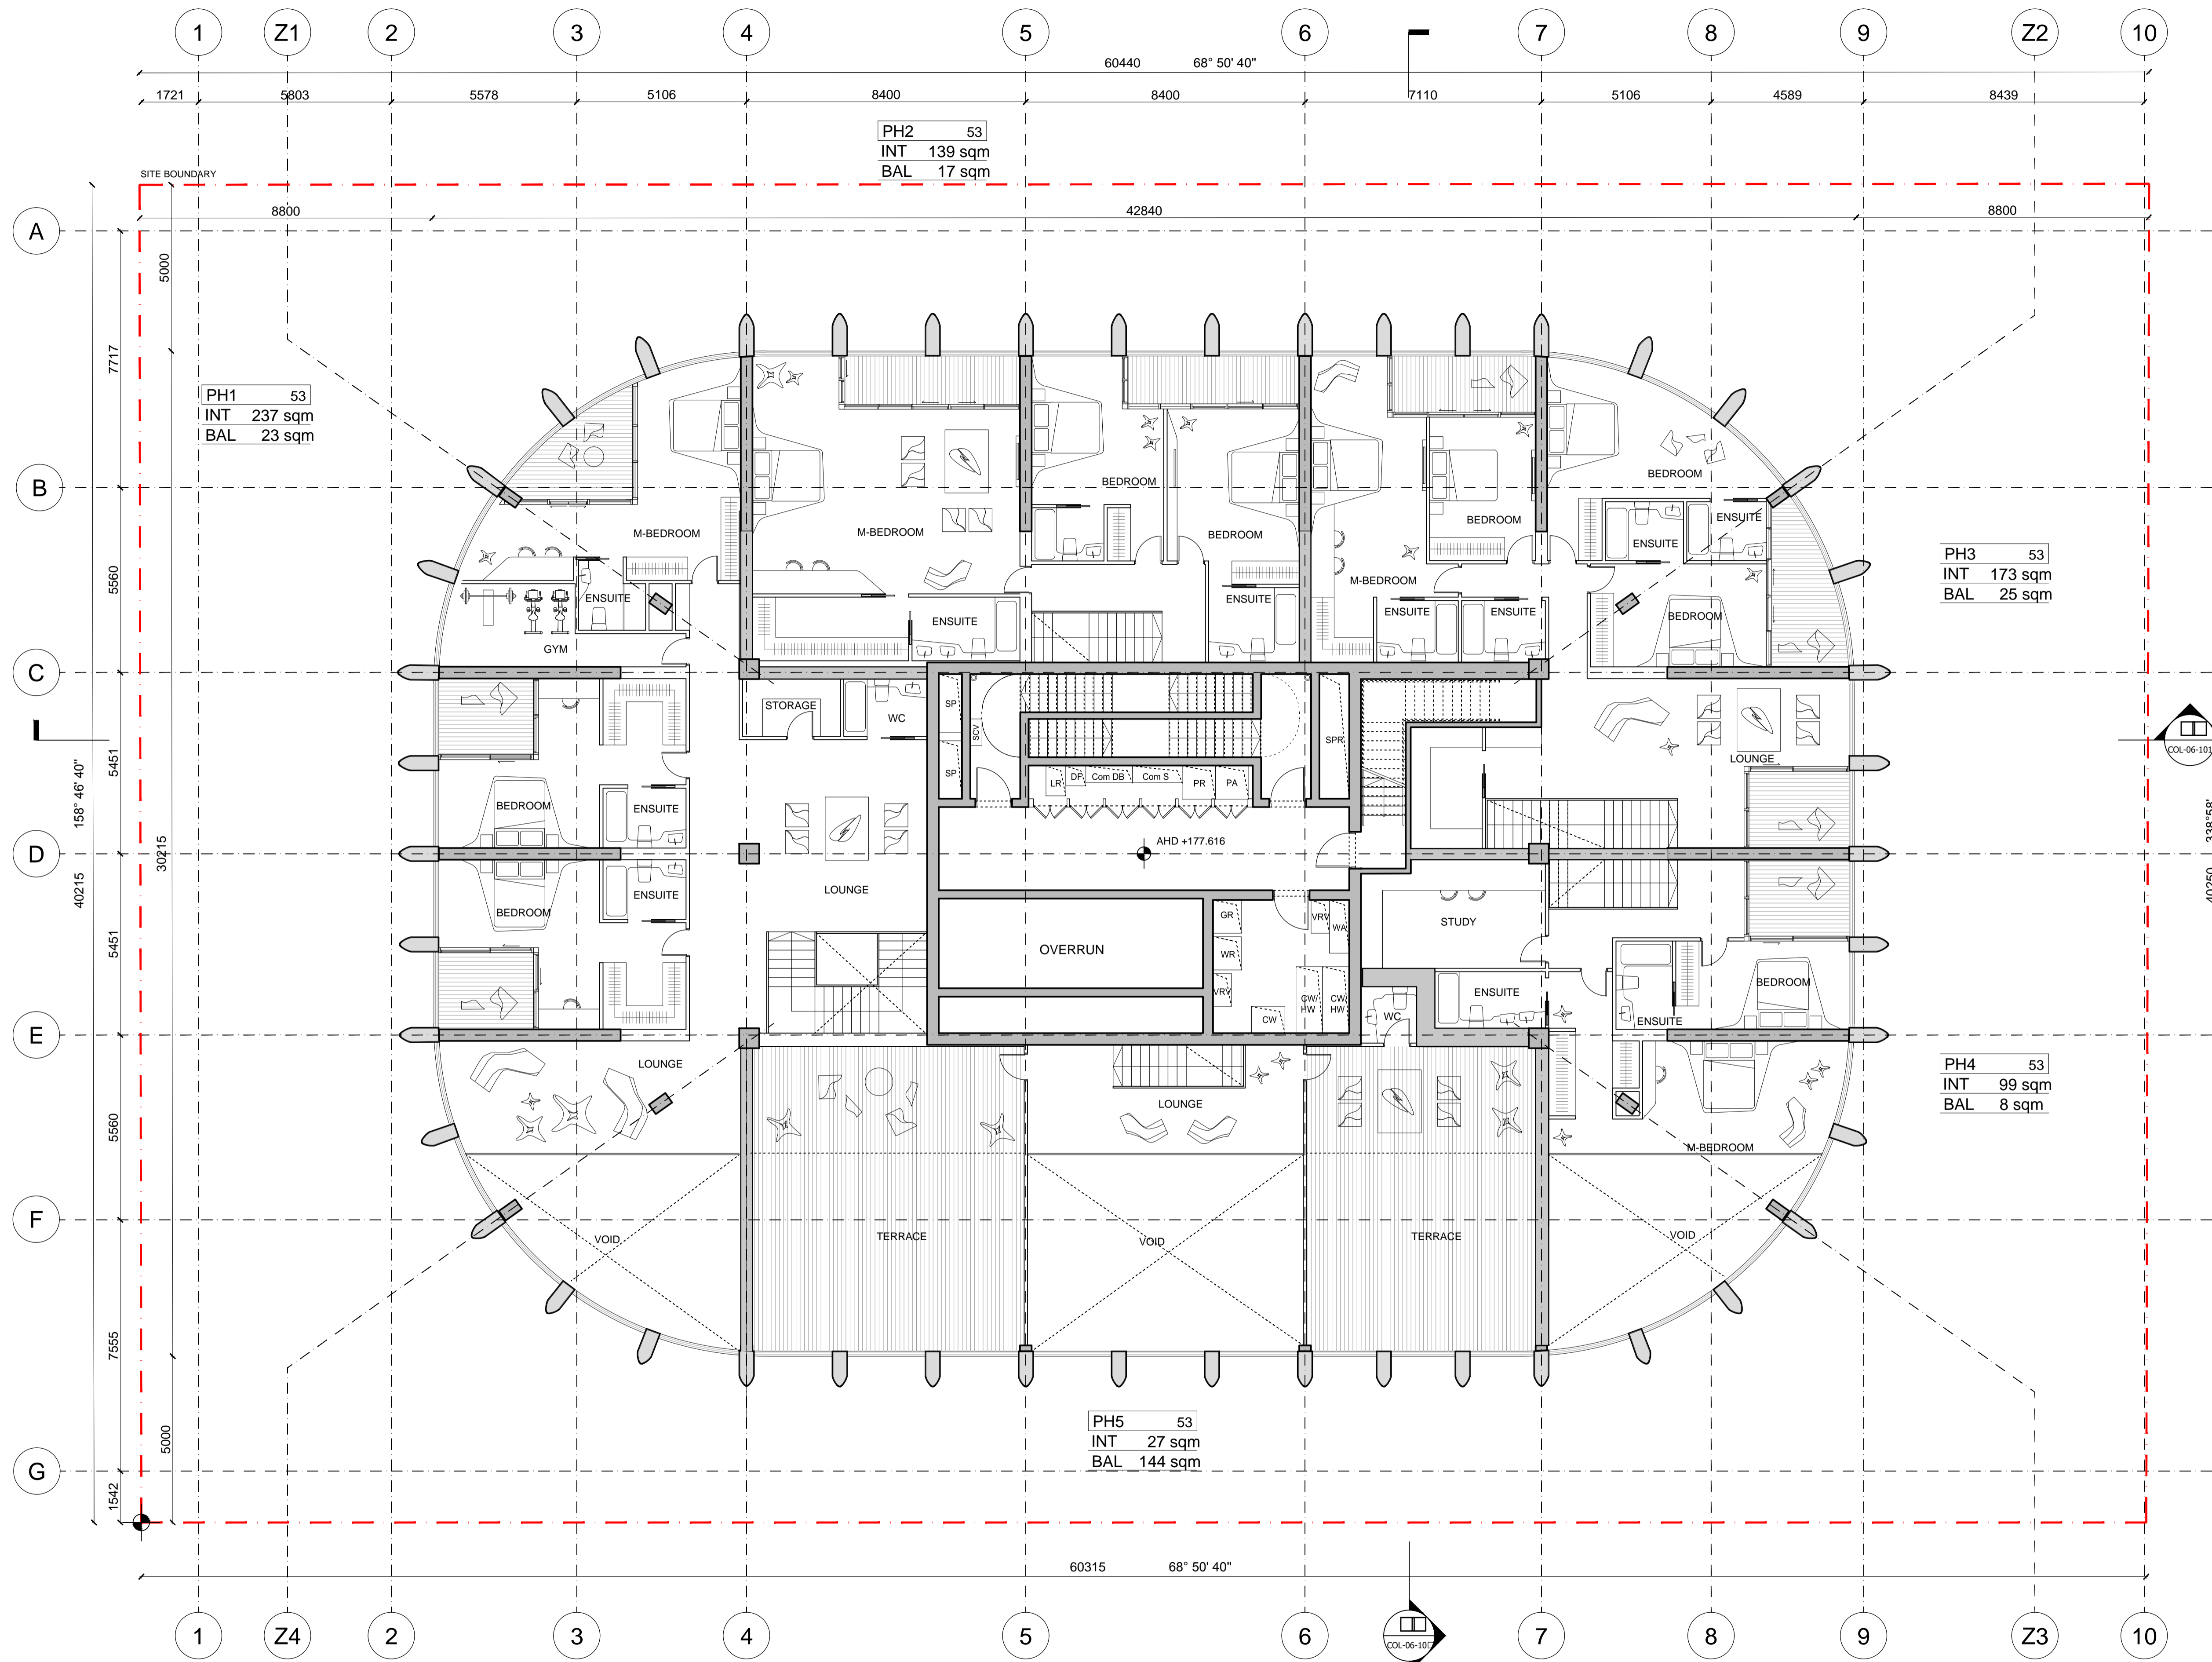 1 Z1 2 3 4 5 6 7 8 9 Z2 10
60440 68° 50' 40"
1721 5803 5578 5106 8400 8400 7110 5106 4589 8439
PH2 53
INT 139 sqm
BAL 17 sqm
SITE BOUNDARY
8800 42840 8800
A
5000
7717
PH1 53
INT 237 sqm
BAL 23 sqm
B
BEDROOM
BEDROOM
M-BEDROOM
M-BEDROOM
BEDROOM
BEDROOM
ENSUITE
ENSUITE
PH3 53
INT 173 sqm
BAL 25 sqm
5560
M-BEDROOM
ENSUITE
ENSUITE
ENSUITE
ENSUITE
ENSUITE
BEDROOM
GYM
C
STORAGE
WC
SP
SCV
SPR
LOUNGE
COL-06-101
5451
158° 46' 40"
SP
LR
DF
Com DB
Com S
PR
PA
BEDROOM
ENSUITE
338°58'
40215
30215
D
AHD +177.616
LOUNGE
40250
BEDROOM
ENSUITE
STUDY
GR
VRV
WA
5451
OVERRUN
WR
VRV
CW/
HW
CW/
HW
CW
WC
ENSUITE
BEDROOM
ENSUITE
E
LOUNGE
LOUNGE
PH4 53
INT 99 sqm
BAL 8 sqm
5560
M-BEDROOM
F
VOID
TERRACE
VOID
TERRACE
VOID
7555
5000
PH5 53
INT 27 sqm
BAL 144 sqm
G
1542
60315 68° 50' 40"
1 Z4 2 3 4 5 6 7 8 9 Z3 10